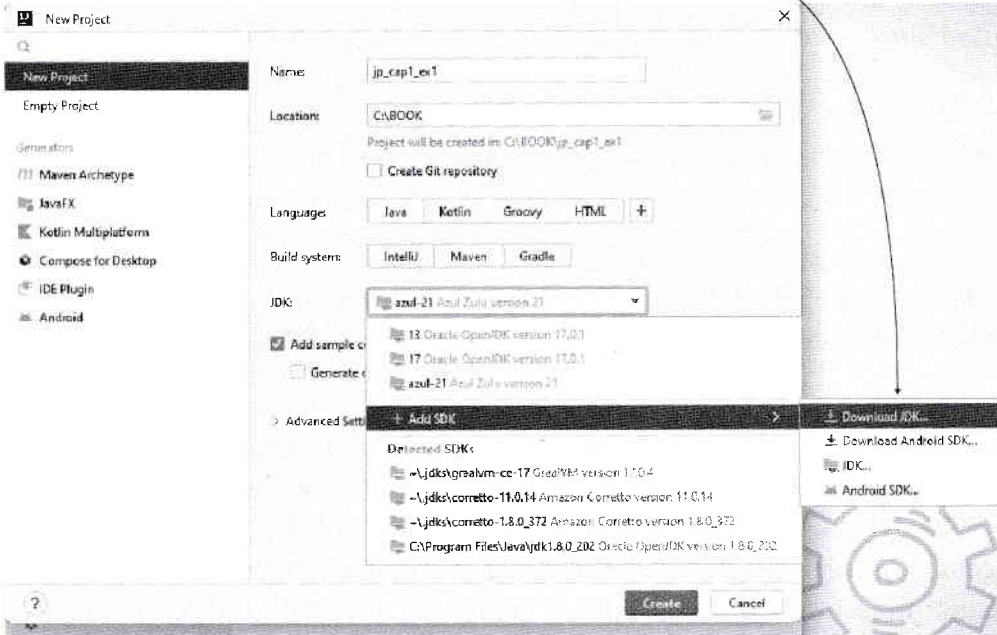 New Project
New Project
Empty Project
Generators
Maven Archetype
JavaFX
Kotlin Multiplatform
Compose for Desktop
IDE Plugin
Android
Name:
jp_cap1_ex1
Location:
C:\BOOK
Project will be created in: C:\BOOK\jp_cap1_ex1
Create Git repository
Language:
Java Kotlin Groovy HTML +
Build system:
IntelliJ Maven Gradle
JDK:
azul-21 Azul Zulu version 21
13 Oracle OpenJDK version 17.0.1
17 Oracle OpenJDK version 17.0.1
azul-21 Azul Zulu version 21
Add sample c
Generate
Advanced Sett
+ Add SDK
Download JDK...
Download Android SDK...
JDK...
Android SDK...
Detected SDKs
~\.jdks\graalvm-ce-17 GraalVM version
~\.jdks\corretto-11.0.14 Amazon Corretto version 11.0.14
~\.jdks\corretto-1.8.0_372 Amazon Corretto version 1.8.0_372
C:\Program Files\Java\jdk1.8.0_202 Oracle OpenJDK version 1.8.0_202
?
Create
Cancel